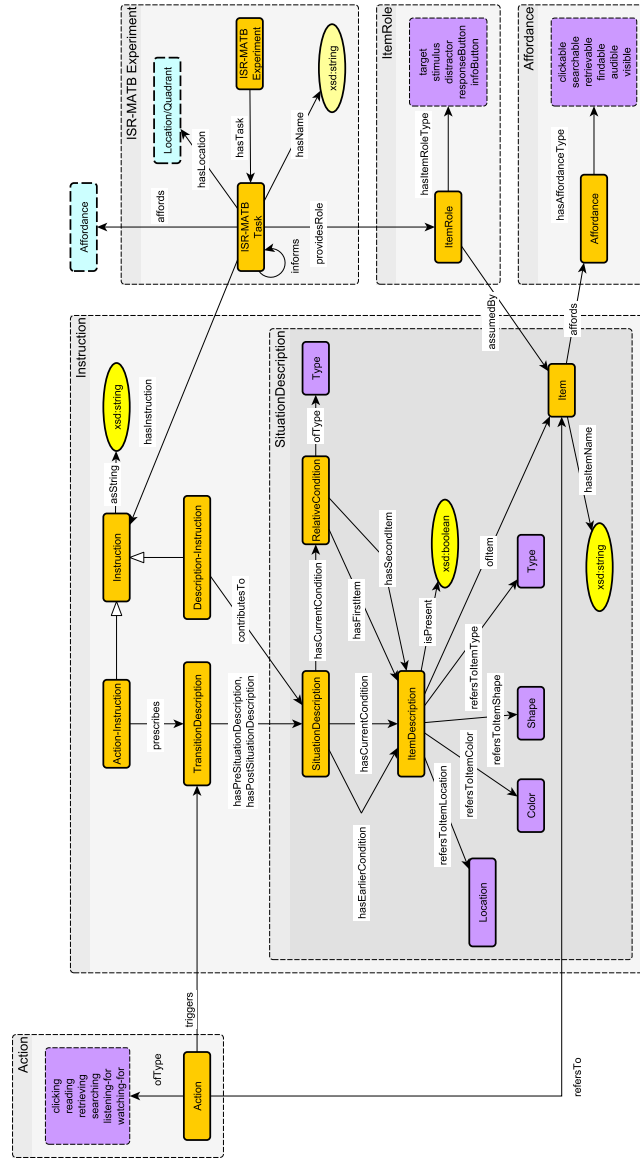 Action
clicking
reading
retrieving
searching
listening-for
watching-for
ofType
Action
triggers
refersTo
Instruction
Action-Instruction
Instruction
asString
xsd:string
hasInstruction
prescribes
TransitionDescription
Description-Instruction
contributesTo
hasPreSituationDescription,
hasPostSituationDescription
SituationDescription
SituationDescription
hasCurrentCondition
RelativeCondition
ofType
Type
hasEarlierCondition
hasCurrentCondition
hasFirstItem
hasSecondItem
ItemDescription
isPresent
xsd:boolean
refersToItemLocation
refersToItemColor
refersToItemShape
refersToItemType
ofItem
Location
Color
Shape
Type
Item
hasItemName
xsd:string
assumedBy
affords
Affordance
affords
ISR-MATB Experiment
Location/Quadrant
hasLocation
ISR-MATB
Experiment
hasTask
hasName
xsd:string
ISR-MATB
Task
informs
providesRole
ItemRole
target
stimulus
distractor
responseButton
infoButton
hasItemRoleType
ItemRole
Affordance
clickable
searchable
retrievable
findable
audible
visible
hasAffordanceType
Affordance